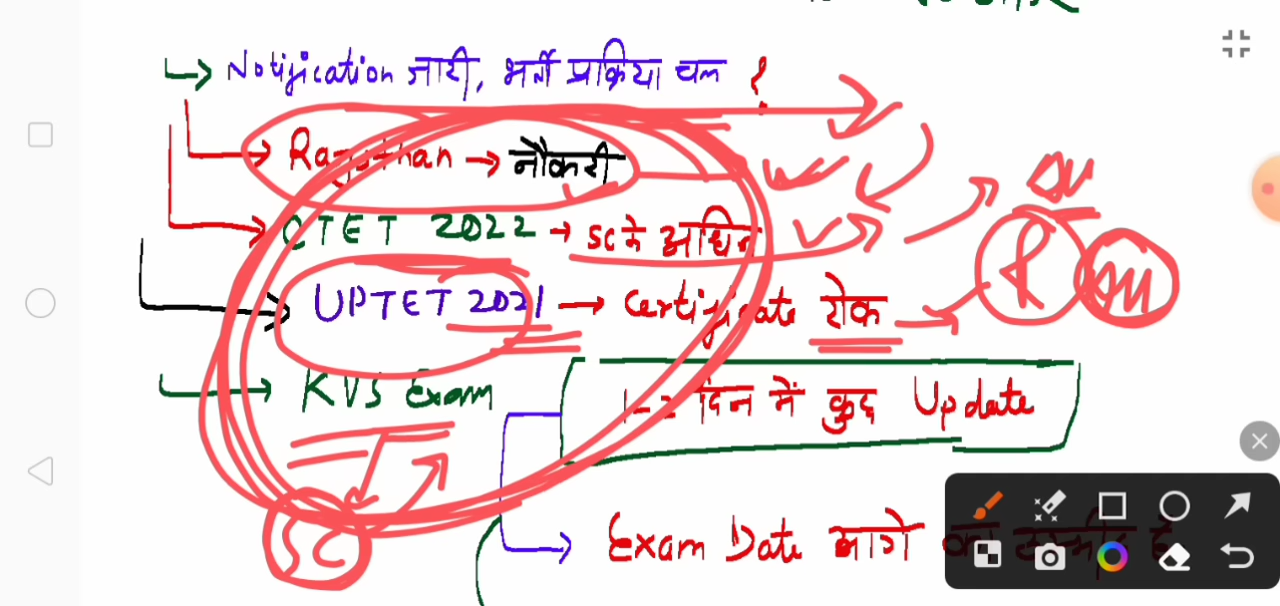 Notification जारी, भर्ती प्रक्रिया चल ?
Rajasthan → नौकरी
CTET 2022 → SC में अधिन
UPTET 2021 → Certificate रोक
KVS Exam
1-2 दिन में कुछ Update
SC
Exam Date आगे